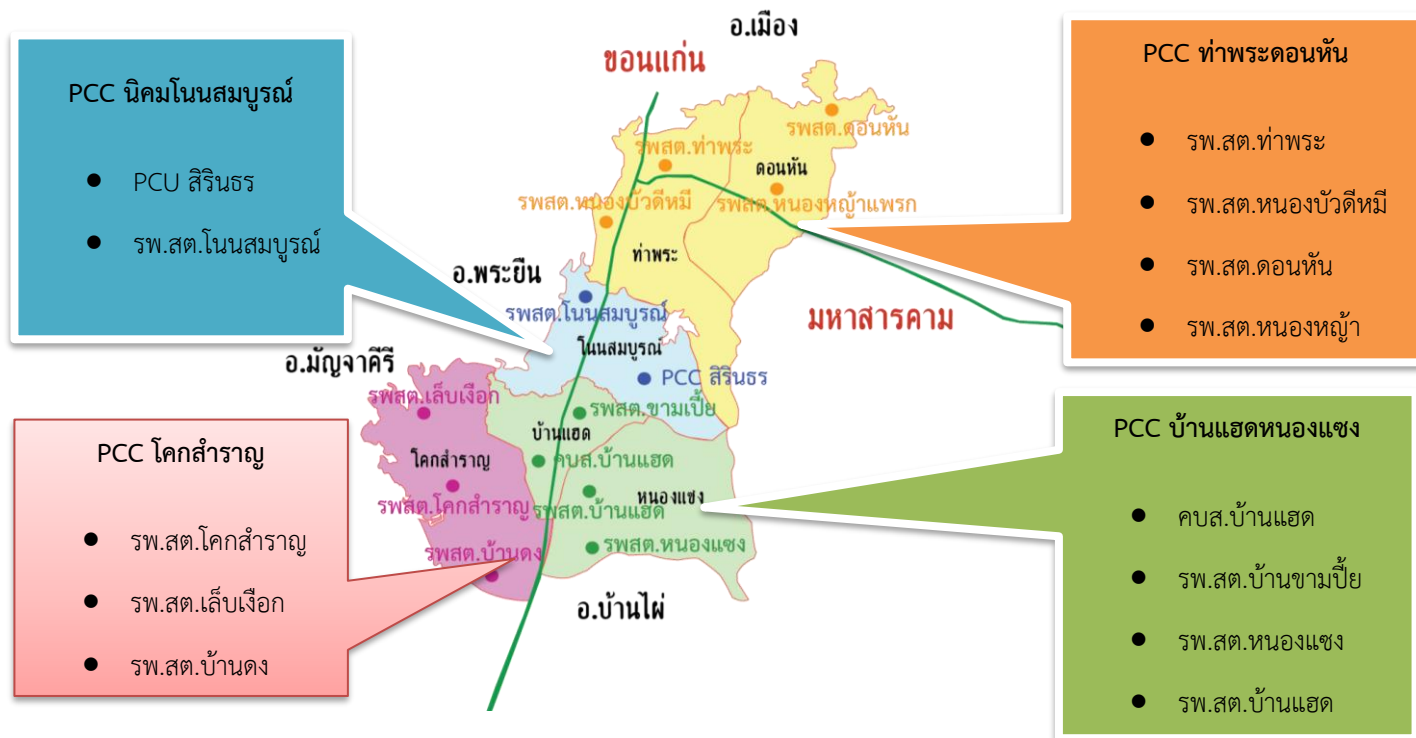 อ.เมือง
ขอนแก่น
PCC นิคมโนนสมบูรณ์
● PCU สิรินธร
● รพ.สต.โนนสมบูรณ์
PCC ท่าพระดอนหัน
● รพ.สต.ท่าพระ
● รพ.สต.หนองบัวดีหมี
● รพ.สต.ดอนหัน
● รพ.สต.หนองหญ้า
รพสต.ดอนหัน
รพสต.ท่าพระ
ดอนหัน
รพสต.หนองบัวดีหมี
รพสต.หนองหญ้าแพรก
ท่าพระ
อ.พระยืน
รพสต.โนนสมบูรณ์
มหาสารคาม
โนนสมบูรณ์
อ.มัญจาคีรี
PCC สิรินธร
รพสต.เล็บเงือก
รพสต.ขามเปี้ย
บ้านแฮด
โคกสำราญ
คบส.บ้านแฮด
รพสต.โคกสำราญ
หนองแซง
รพสต.บ้านแฮด
รพสต.บ้านดง
รพสต.หนองแซง
อ.บ้านไผ่
PCC โคกสำราญ
● รพ.สต.โคกสำราญ
● รพ.สต.เล็บเงือก
● รพ.สต.บ้านดง
PCC บ้านแฮดหนองแซง
● คบส.บ้านแฮด
● รพ.สต.บ้านขามปี้ย
● รพ.สต.หนองแซง
● รพ.สต.บ้านแฮด